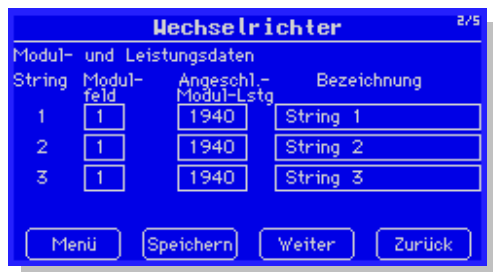 Wechselrichter 2/5
Modul- und Leistungsdaten
String Modul-feld Angeschl.-Modul-Lstg Bezeichnung
1 1 1940 String 1
2 1 1940 String 2
3 1 1940 String 3
Menü Speichern Weiter Zurück